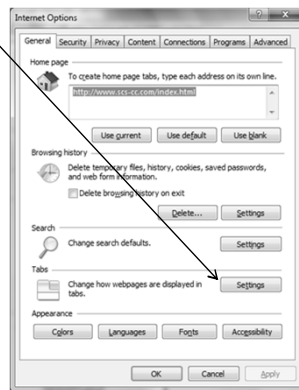 Internet Options
General Security Privacy Content Connections Programs Advanced
Home page
To create home page tabs, type each address on its own line.
http://www.scs-cc.com/index.html
Use current Use default Use blank
Browsing history
Delete temporary files, history, cookies, saved passwords,
and web form information.
Delete browsing history on exit
Delete... Settings
Search
Change search defaults.
Settings
Tabs
Change how webpages are displayed in
tabs.
Settings
Appearance
Colors Languages Fonts Accessibility
OK Cancel Apply